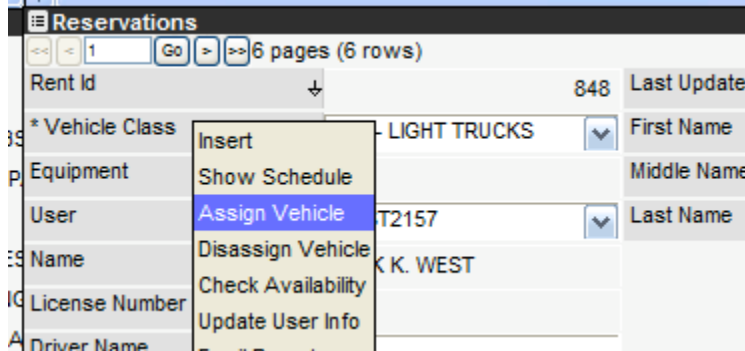 Reservations
<< < 1 Go > >> 6 pages (6 rows)
Rent Id 848 Last Update
* Vehicle Class - LIGHT TRUCKS First Name
Insert
Equipment Middle Name
Show Schedule
User Assign Vehicle T2157 Last Name
Disassign Vehicle
Name K. WEST
Check Availability
License Number
Update User Info
Driver Name